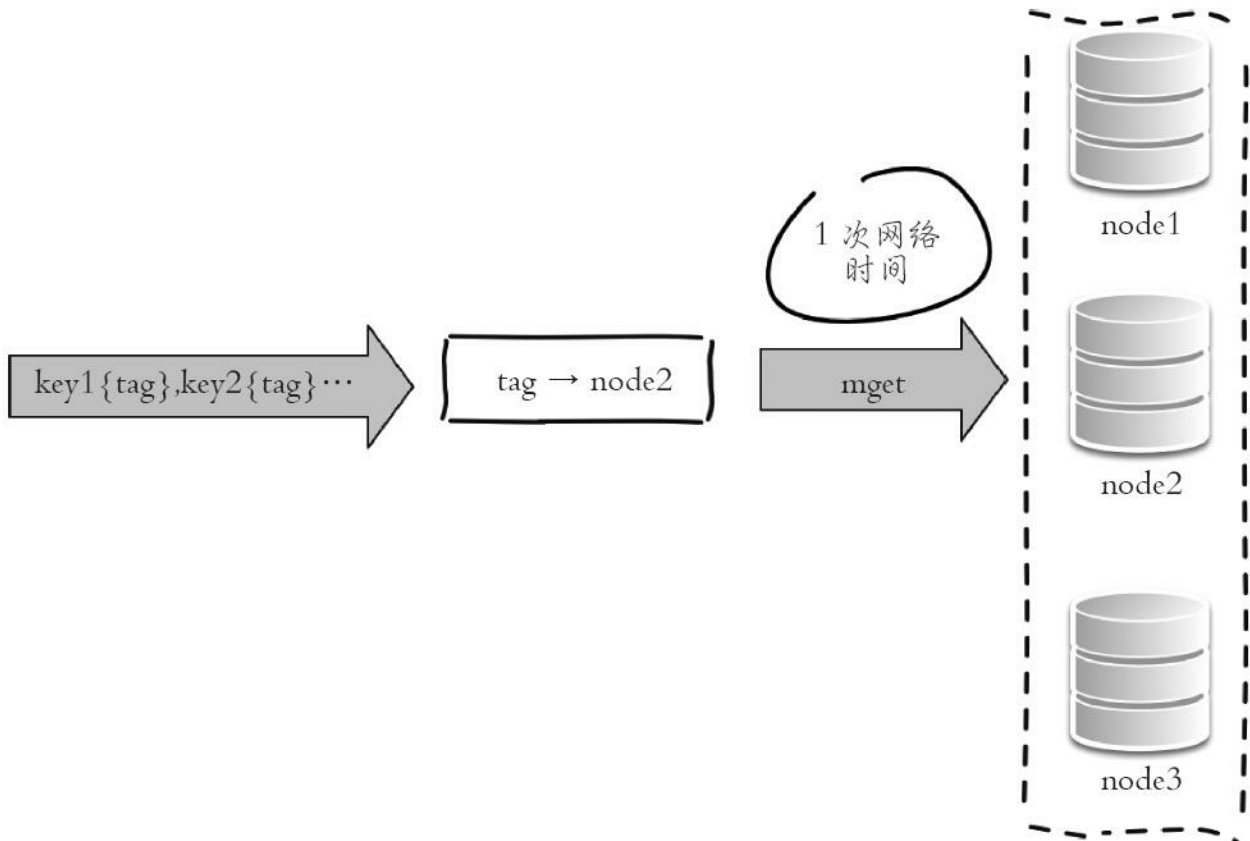 key1{tag},key2{tag}…
tag → node2
1 次网络
时间
mget
node1
node2
node3